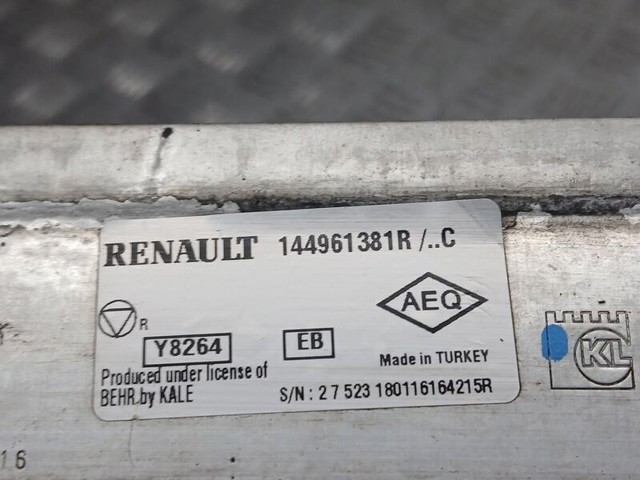 RENAULT 144961381R /..C
AEQ
R
Y8264 EB
Made in TURKEY
Produced under license of
BEHR.by KALE
S/N : 2 7 523 180116164215R
KL
16